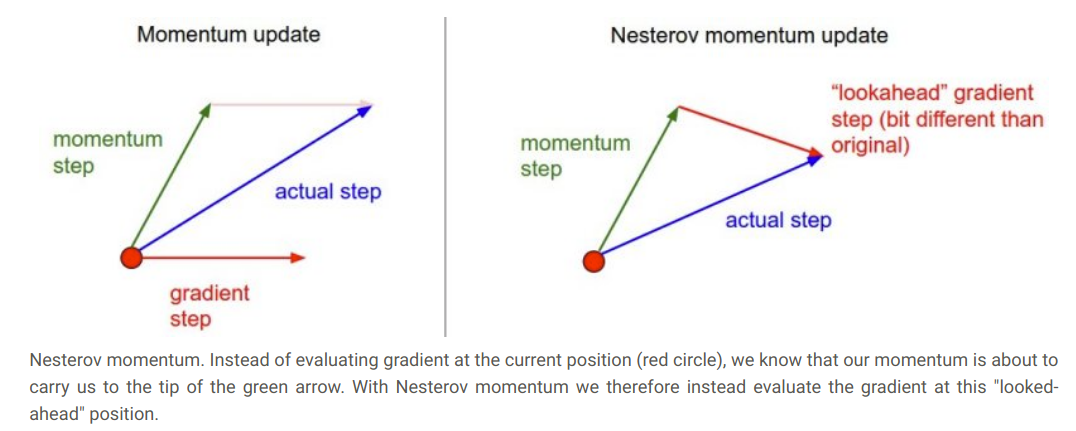 Momentum update
momentum
step
actual step
gradient
step
Nesterov momentum update
momentum
step
“lookahead” gradient
step (bit different than
original)
actual step
Nesterov momentum. Instead of evaluating gradient at the current position (red circle), we know that our momentum is about to
carry us to the tip of the green arrow. With Nesterov momentum we therefore instead evaluate the gradient at this "looked-
ahead" position.